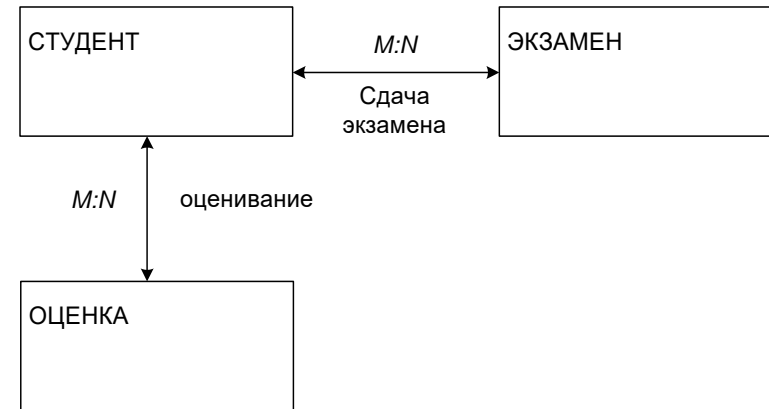 СТУДЕНТ
M:N
ЭКЗАМЕН
Сдача
экзамена
M:N
оценивание
ОЦЕНКА